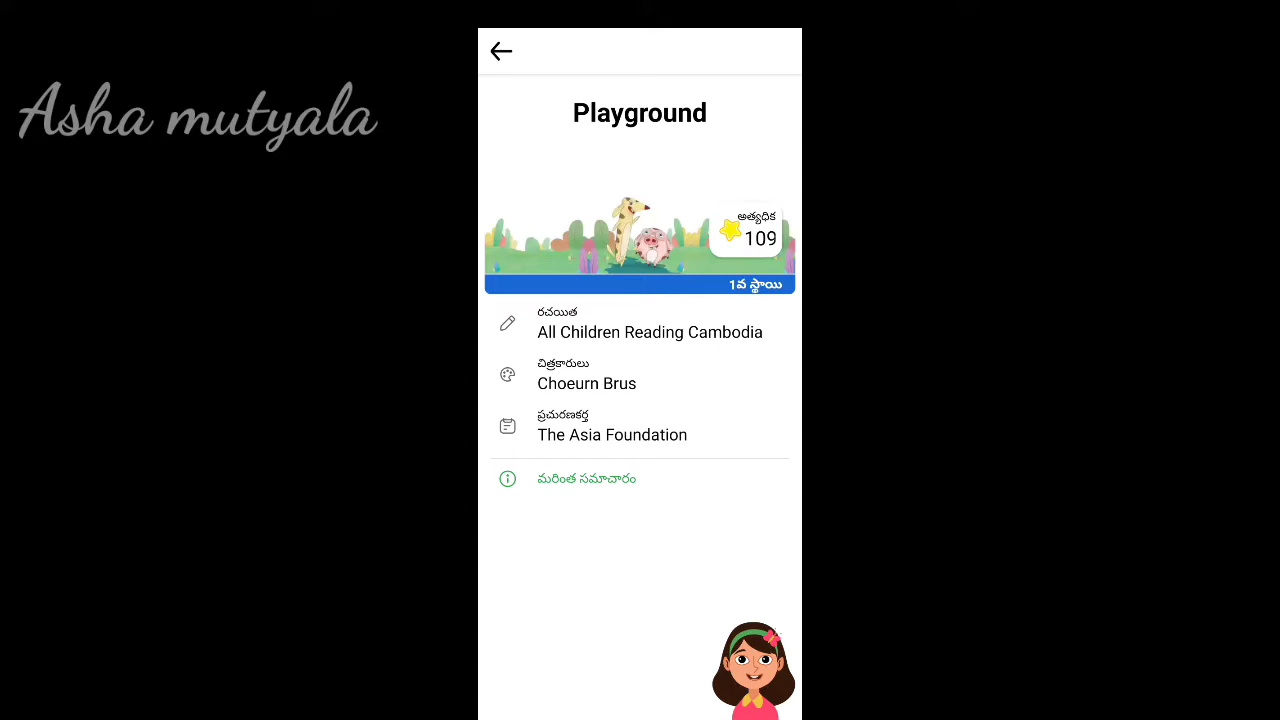 Asha mutyala
Playground
అత్యధిక
109
1వ స్థాయి
రచయిత
All Children Reading Cambodia
చిత్రకారులు
Choeurn Brus
ప్రచురణకర్త
The Asia Foundation
మరింత సమాచారం